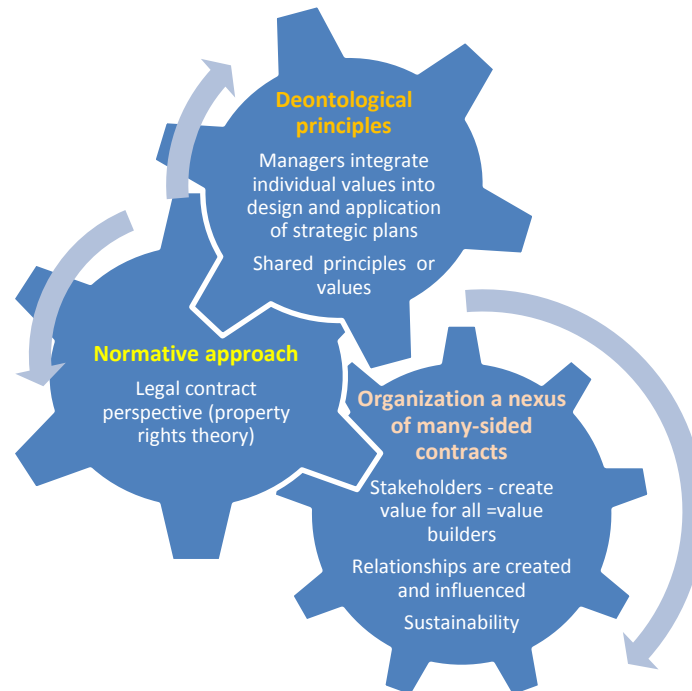 Deontological
principles
Managers integrate
individual values into
design and application
of strategic plans
Shared principles or
values
Normative approach
Legal contract
perspective (property
rights theory)
Organization a nexus
of many-sided
contracts
Stakeholders - create
value for all =value
builders
Relationships are created
and influenced
Sustainability